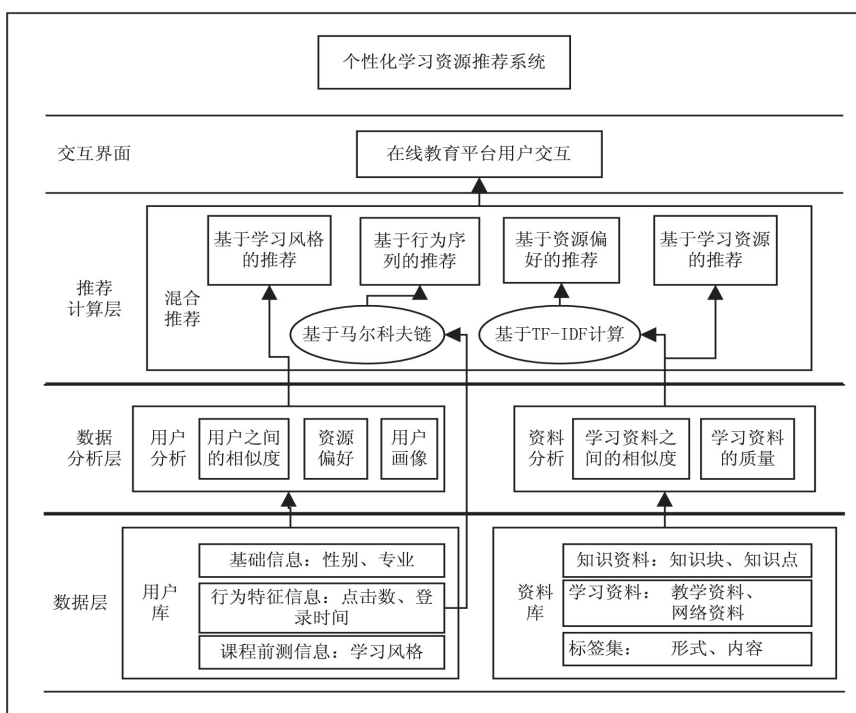 个性化学习资源推荐系统
交互界面
在线教育平台用户交互
推荐
计算层
混合
推荐
基于学习风格
的推荐
基于行为序
列的推荐
基于资源偏
好的推荐
基于学习资源
的推荐
基于马尔科夫链
基于TF-IDF计算
数据
分析层
用户
分析
用户之间
的相似度
资源
偏好
用户
画像
资料
分析
学习资料之
间的相似度
学习资料
的质量
数据层
用户
库
基础信息：性别、专业
行为特征信息：点击数、登
录时间
课程前测信息：学习风格
资料
库
知识资料：知识块、知识点
学习资料： 教学资料、
网络资料
标签集： 形式、内容